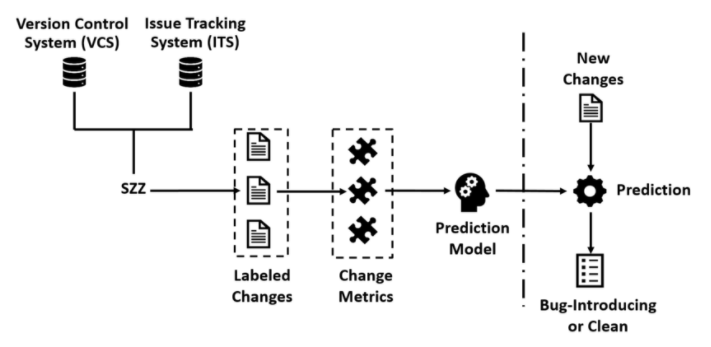 Version Control
System (VCS)
Issue Tracking
System (ITS)
SZZ
Labeled
Changes
Change
Metrics
Prediction
Model
New
Changes
Prediction
Bug-Introducing
or Clean